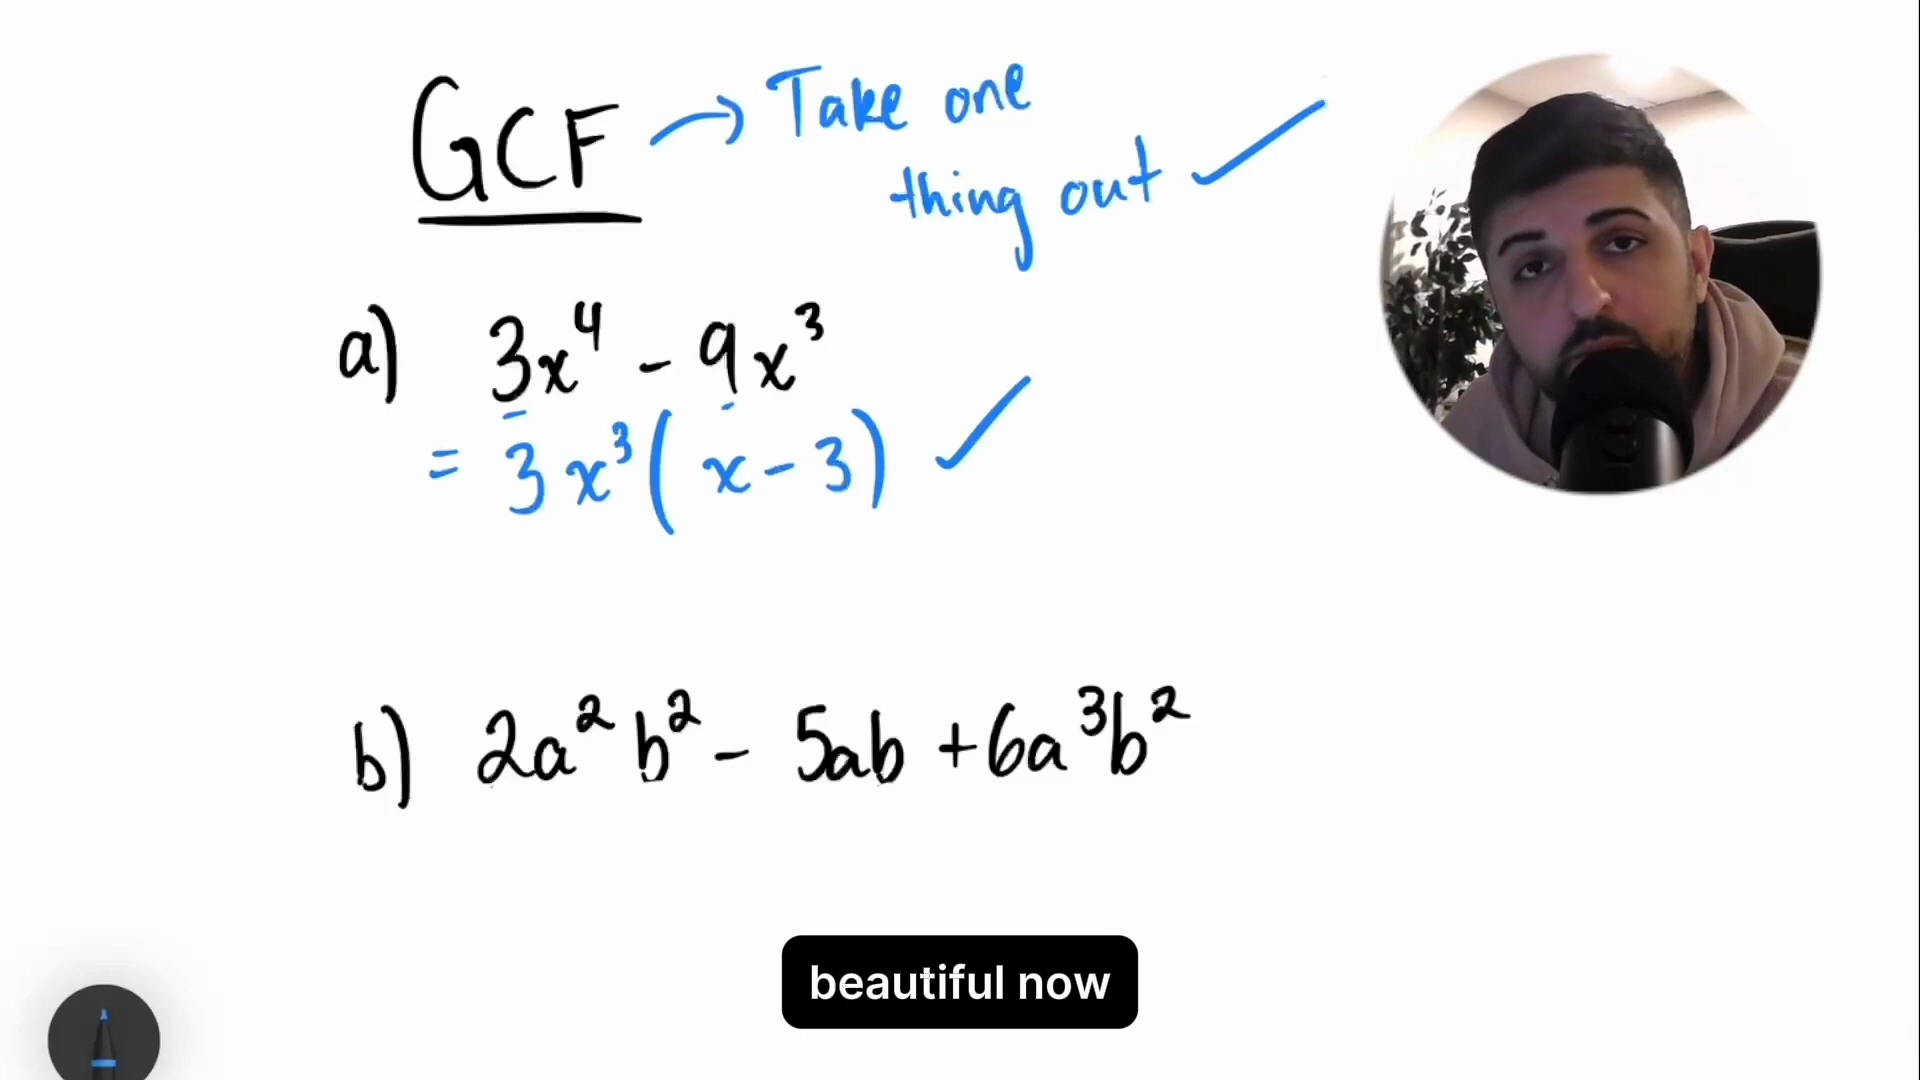 GCF → Take one
thing out ✓
a) 3x⁴ - 9x³
= 3x³(x - 3) ✓
b) 2a²b² - 5ab + 6a³b²
beautiful now